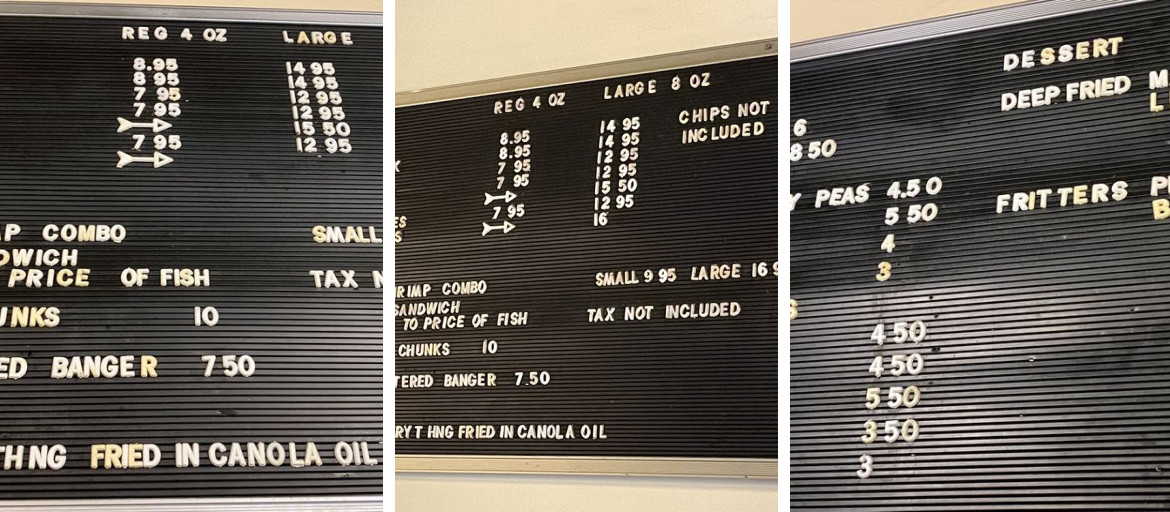 REG 4 OZ LARGE
8.95 14 95
8 95 14 95
7 95 12 95
7 95 12 95
15 50
7 95 12 95
P COMBO SMALL
DWICH
PRICE OF FISH TAX N
UNKS 10
ED BANGER 7 50
THNG FRIED IN CANOLA OIL
REG 4 OZ LARGE 8 OZ
CHIPS NOT
INCLUDED
8.95 14 95
8.95 14 95
7 95 12 95
7 95 12 95
15 50
7 95 12 95
16
ES
S
RIMP COMBO SMALL 9 95 LARGE 16 9
SANDWICH
TO PRICE OF FISH TAX NOT INCLUDED
CHUNKS 10
TERED BANGER 7.50
RYT HNG FRIED IN CANOLA OIL
DESSERT
DEEP FRIED M
L
6
8 50
Y PEAS 4.50 FRITTERS P
5 50 B
4
3
S
4 50
4 50
5 50
3 50
3